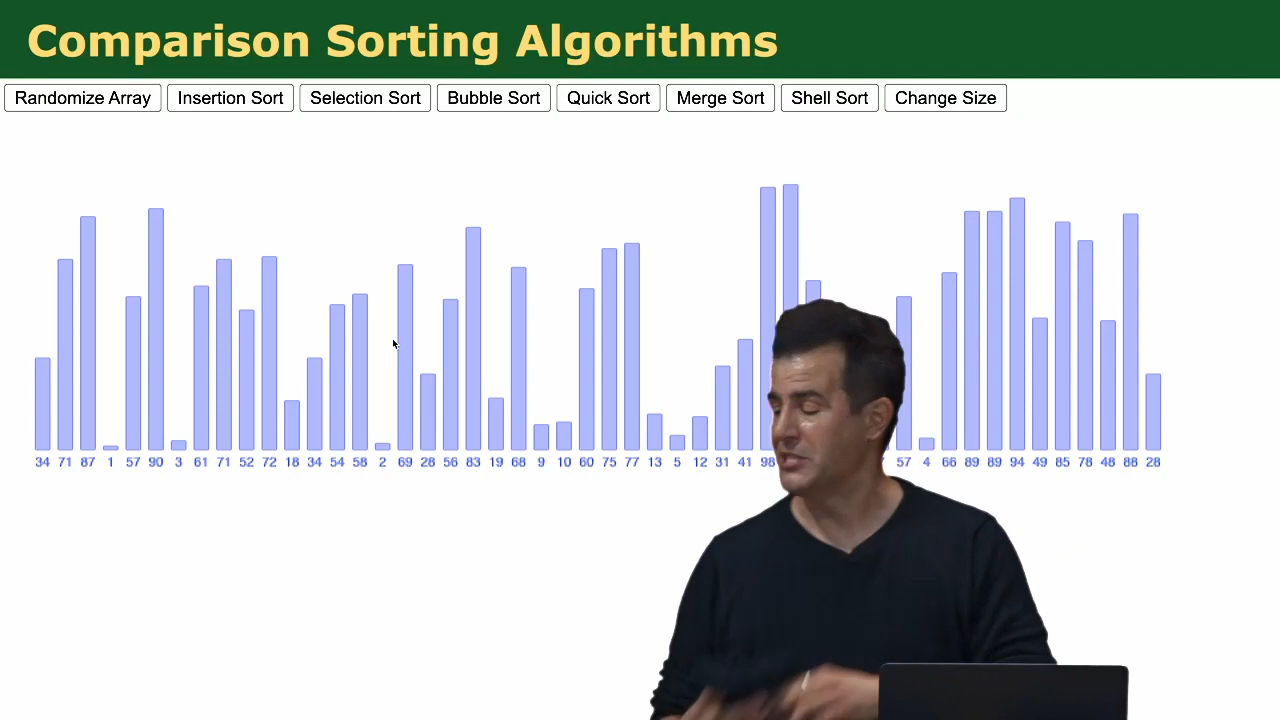 Comparison Sorting Algorithms
Randomize Array Insertion Sort Selection Sort Bubble Sort Quick Sort Merge Sort Shell Sort Change Size
34 71 87 1 57 90 3 61 71 52 72 18 34 54 58 2 69 28 56 83 19 68 9 10 60 75 77 13 5 12 31 41 98 57 4 66 89 89 94 49 85 78 48 88 28